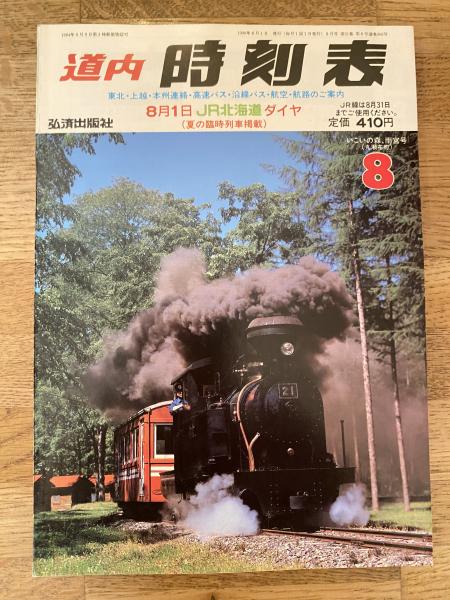 道内 時刻表
東北・上越・本州連絡・高速バス・沿線バス・航空・航路のご案内
8月1日 JR北海道 ダイヤ
(夏の臨時列車掲載)
JR線は8月31日
までご使用ください。
定価 410円
弘済出版社
いこいの森、雨宮号
8
21